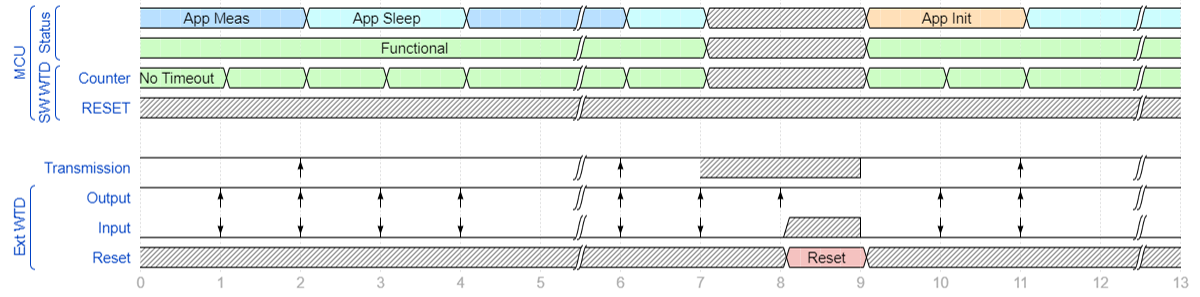 MCU
Status
App Meas App Sleep App Init
Functional
SW WTD
Counter No Timeout
RESET
Transmission
Ext WTD
Output
Input
Reset Reset
0 1 2 3 4 5 6 7 8 9 10 11 12 13